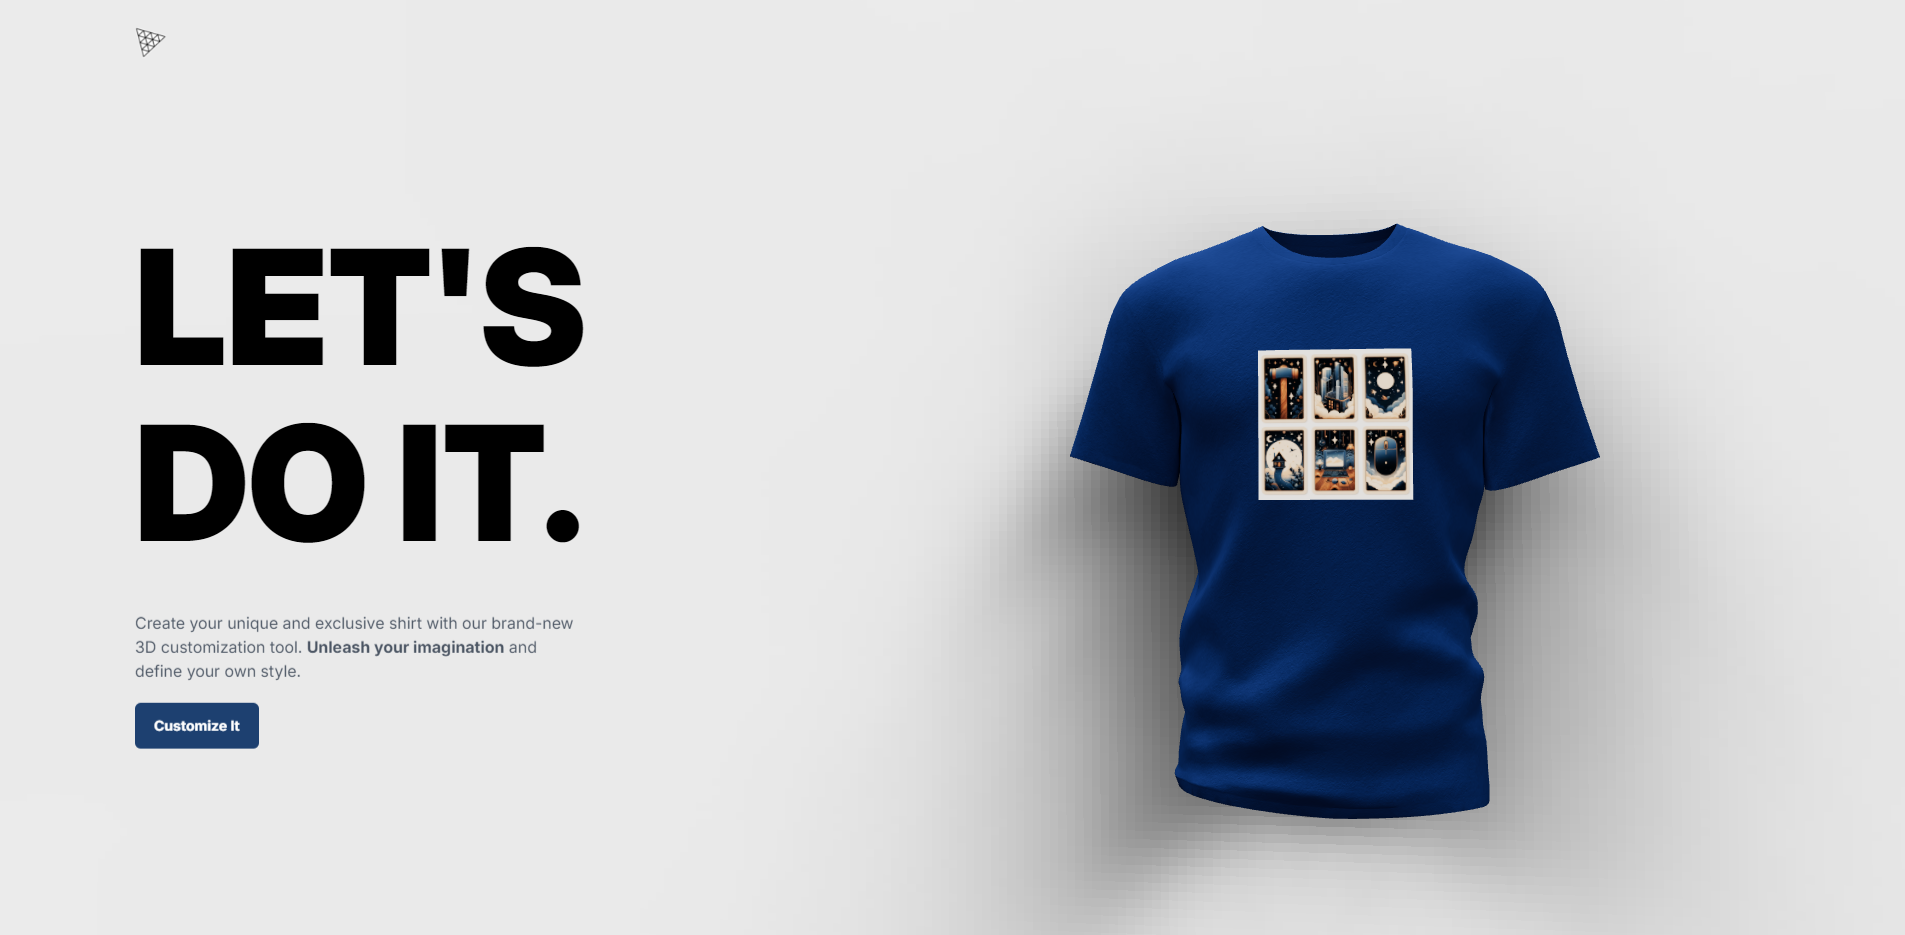 LET'S
DO IT.
Create your unique and exclusive shirt with our brand-new
3D customization tool. Unleash your imagination and
define your own style.
Customize It